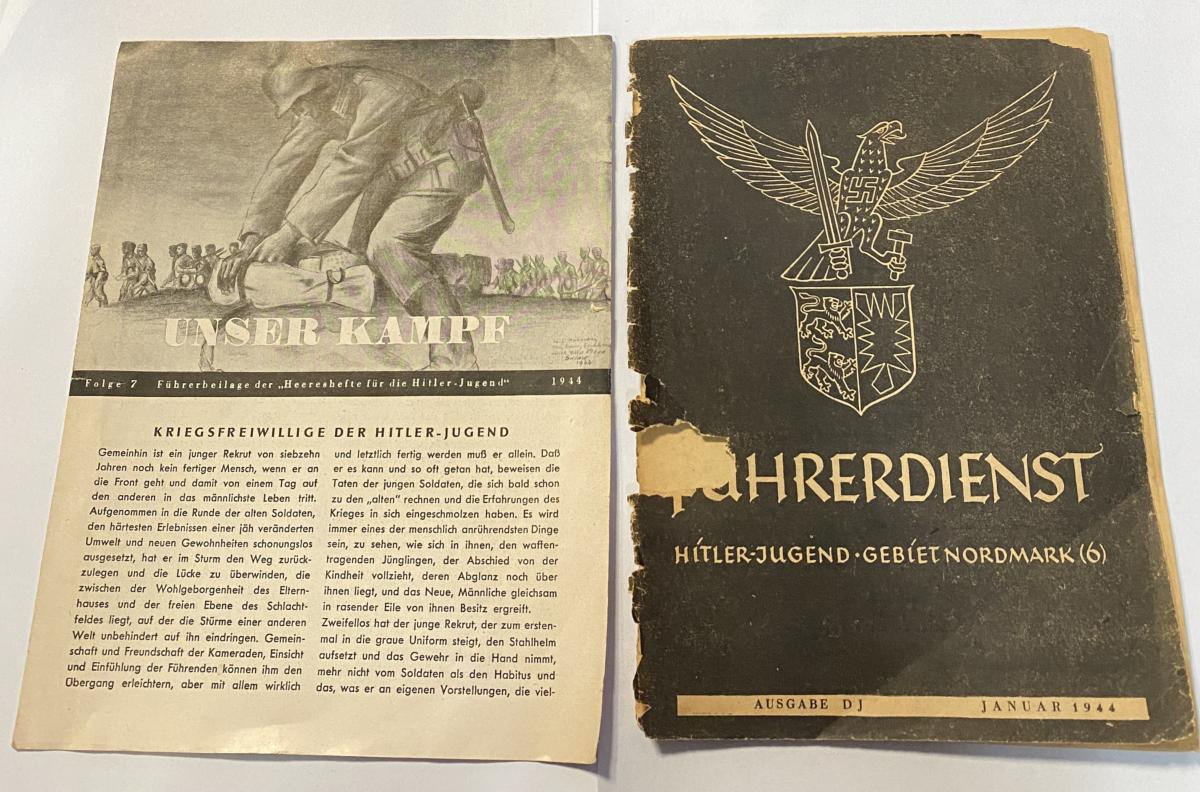 UNSER KAMPF
Folge 7 Führerbeilage der „Heereshefte für die Hitler-Jugend" 1944
KRIEGSFREIWILLIGE DER HITLER-JUGEND
Gemeinhin ist ein junger Rekrut von siebzehn
Jahren noch kein fertiger Mensch, wenn er an
die Front geht und damit von einem Tag auf
den anderen in das männlichste Leben tritt.
Aufgenommen in die Runde der alten Soldaten,
den härtesten Erlebnissen einer jäh veränderten
Umwelt und neuen Gewohnheiten schonungslos
ausgesetzt, hat er im Sturm den Weg zurück-
zulegen und die Lücke zu überwinden, die
zwischen der Wohlgeborgenheit des Eltern-
hauses und der freien Ebene des Schlacht-
feldes liegt, auf der die Stürme einer anderen
Welt unbehindert auf ihn eindringen. Gemein-
schaft und Freundschaft der Kameraden, Einsicht
und Einfühlung der Führenden können ihm den
Übergang erleichtern, aber mit allem wirklich
und letztlich fertig werden muß er allein. Daß
er es kann und so oft getan hat, beweisen die
Taten der jungen Soldaten, die sich bald schon
zu den „alten" rechnen und die Erfahrungen des
Krieges in sich eingeschmolzen haben. Es wird
immer eines der menschlich anrührendsten Dinge
sein, zu sehen, wie sich in ihnen, den waffen-
tragenden Jünglingen, der Abschied von der
Kindheit vollzieht, deren Abglanz noch über
ihnen liegt, und das Neue, Männliche gleichsam
in rasender Eile von ihnen Besitz ergreift.
Zweifellos hat der junge Rekrut, der zum ersten-
mal in die graue Uniform steigt, den Stahlhelm
aufsetzt und das Gewehr in die Hand nimmt,
mehr nicht vom Soldaten als den Habitus und
das, was er an eigenen Vorstellungen, die viel-
FÜHRERDIENST
HITLER-JUGEND · GEBIET NORDMARK (6)
AUSGABE DJ JANUAR 1944